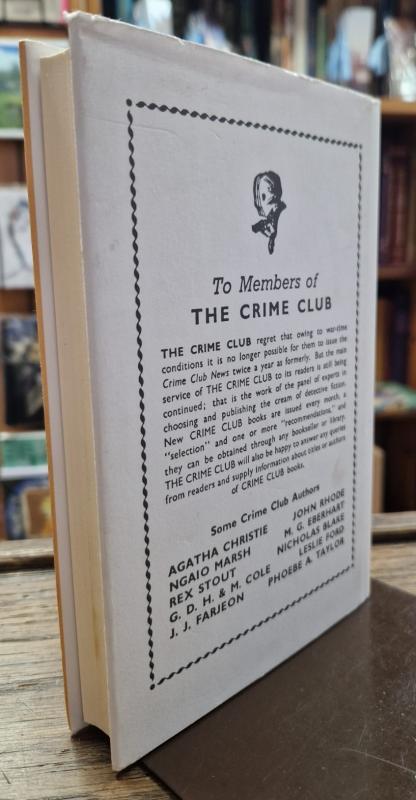 To Members of
THE CRIME CLUB
THE CRIME CLUB regret that owing to war-time
conditions it is no longer possible for them to issue the
Crime Club News twice a year as formerly. But the main
service of THE CRIME CLUB to its readers is still being
continued; that is the work of the panel of experts in
choosing and publishing the cream of detective fiction.
New CRIME CLUB books are issued every month, a
"selection" and one or more "recommendations," and
they can be obtained through any bookseller or library.
THE CRIME CLUB will also be happy to answer any queries
from readers and supply information about titles or authors
of CRIME CLUB books.
Some Crime Club Authors
AGATHA CHRISTIE JOHN RHODE
NGAIO MARSH M. G. EBERHART
REX STOUT NICHOLAS BLAKE
G. D. H. & M. COLE LESLIE FORD
J. J. FARJEON PHOEBE A. TAYLOR